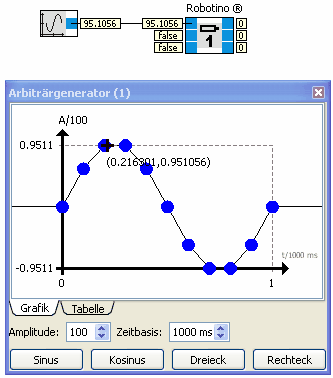 Robotino ®
95.1056 95.1056 0
False 1 0
False 0
Arbiträrgenerator (1)
A/100
0.9511
(0.216391,0.951056)
t/1000 ms
-0.9511
0 1
Grafik Tabelle
Amplitude: 100 Zeitbasis: 1000 ms
Sinus Kosinus Dreieck Rechteck